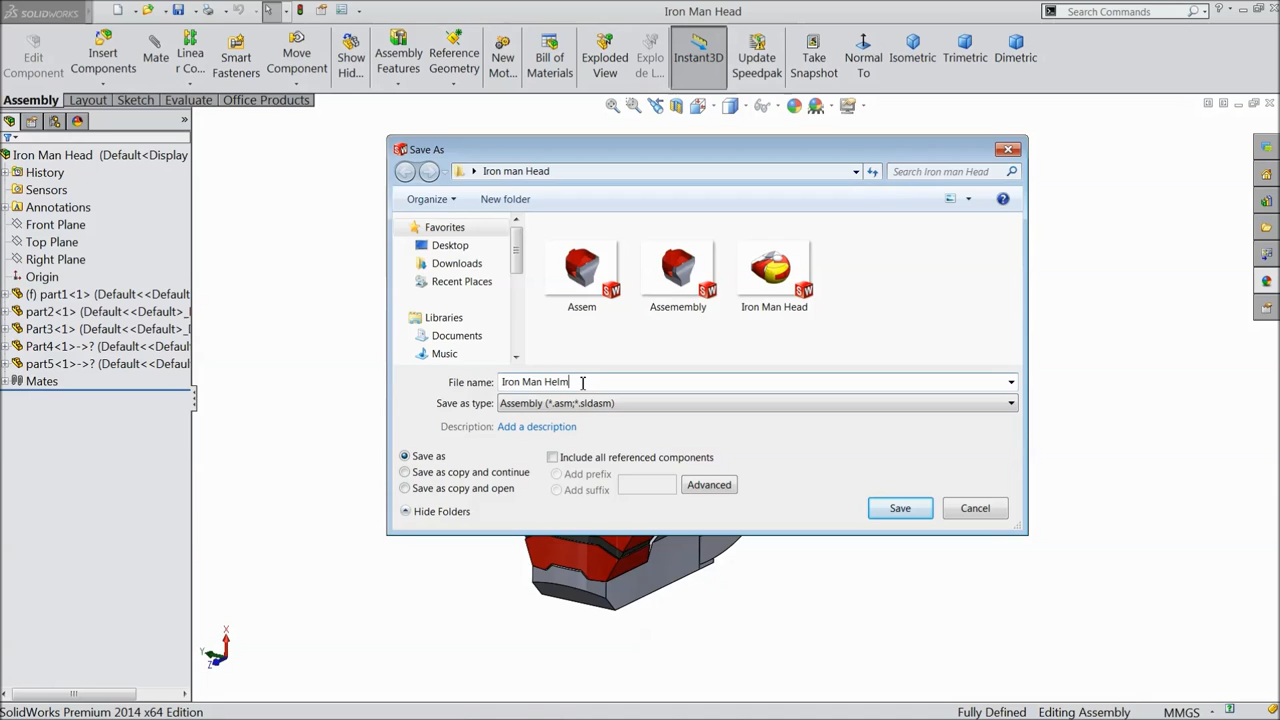 SOLIDWORKS
Iron Man Head
Search Commands
Edit Component
Insert Components
Mate
Linea r Co...
Smart Fasteners
Move Component
Show Hid...
Assembly Features
Reference Geometry
New Mot...
Bill of Materials
Exploded View
Explo de L...
Instant3D
Update Speedpak
Take Snapshot
Normal To
Isometric
Trimetric
Dimetric
Assembly Layout Sketch Evaluate Office Products
Iron Man Head (Default<Display
History
Sensors
Annotations
Front Plane
Top Plane
Right Plane
Origin
(f) part1<1> (Default<<Default>
part2<1> (Default<<Default>_
Part3<1> (Default<<Default>_D
Part4<1>->? (Default<<Defaul
part5<1>->? (Default<<Defaul
Mates
Save As
Iron man Head
Search Iron man Head
Organize
New folder
Favorites
Desktop
Downloads
Recent Places
Libraries
Documents
Music
Assem
Assemembly
Iron Man Head
File name: Iron Man Helm
Save as type: Assembly (*.asm;*.sldasm)
Description: Add a description
Save as
Save as copy and continue
Save as copy and open
Include all referenced components
Add prefix
Add suffix
Advanced
Hide Folders
Save
Cancel
X
Y
Z
SolidWorks Premium 2014 x64 Edition
Fully Defined
Editing Assembly
MMGS